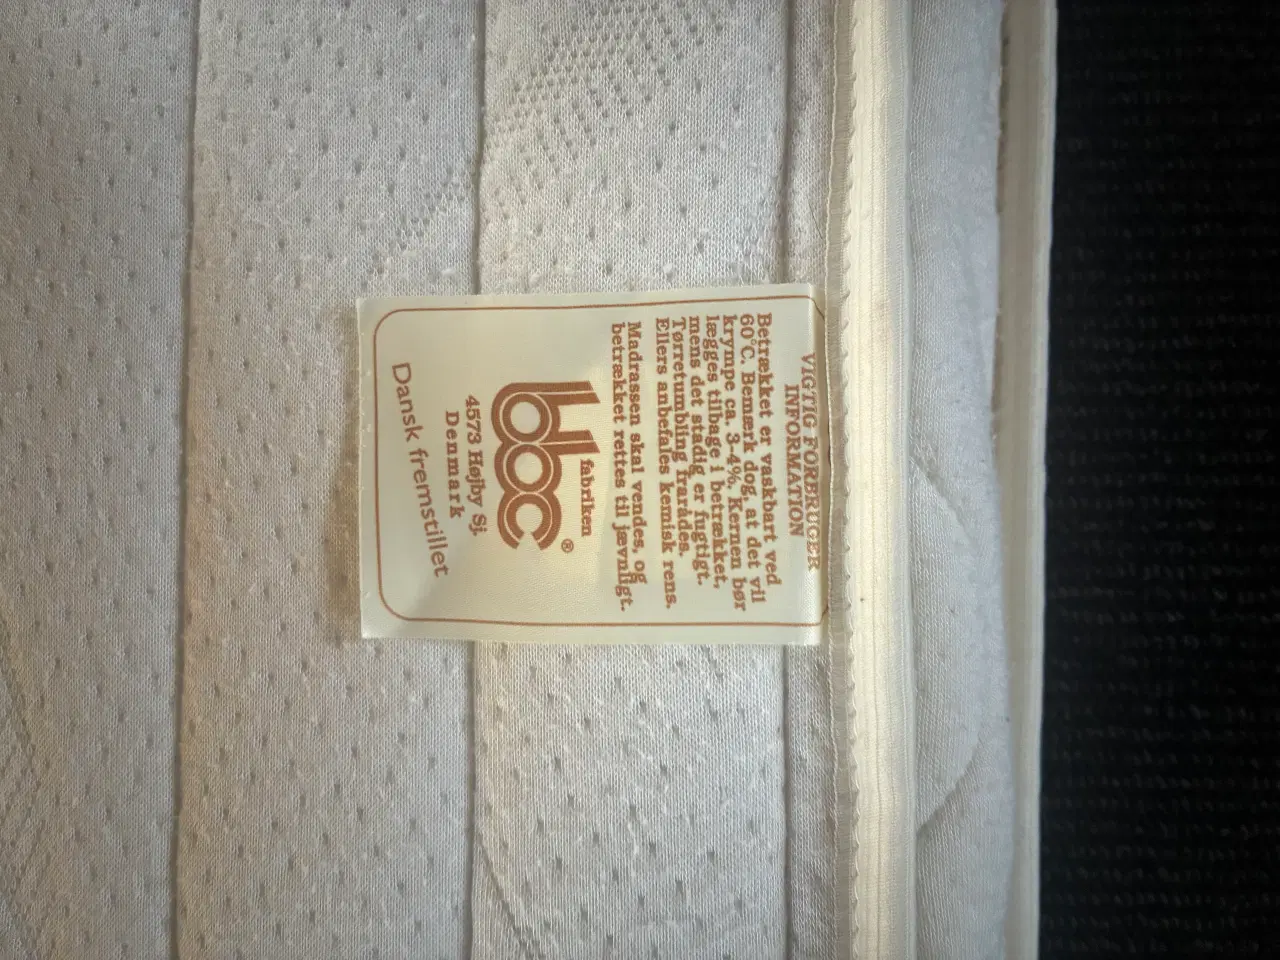 VIGTIG FORBRUGER
INFORMATION
Betrækket er vaskbart ved
60°C. Bemærk dog, at det vil
krympe ca. 3-4%. Kernen bør
lægges tilbage i betrækket,
mens det stadig er fugtigt.
Tørretumbling frarådes.
Ellers anbefales kemisk rens.
Madrassen skal vendes, og
betrækket rettes til jævnligt.
fabriken
bbc®
4573 Højby Sj.
Denmark
Dansk fremstillet